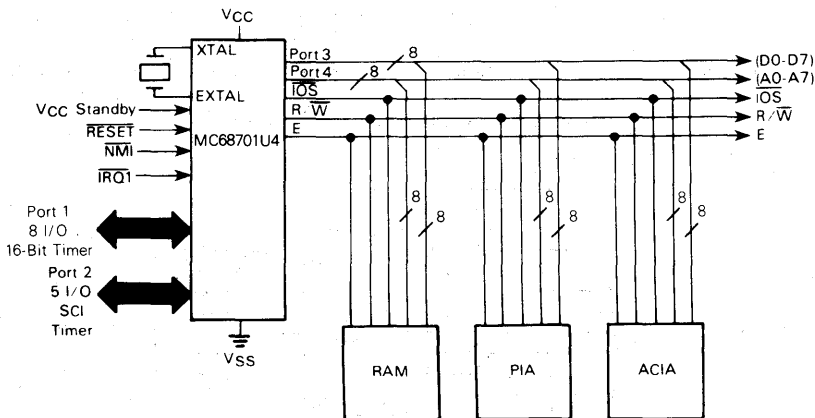 VCC
XTAL
EXTAL
VCC Standby
RESET
NMI
IRQ1
MC68701U4
Port 3
8
Port 4
8
IOS
R/W
E
(D0-D7)
(A0-A7)
IOS
R/W
E
Port 1
8 I/O
16-Bit Timer
Port 2
5 I/O
SCI
Timer
VSS
8
8
8
8
8
8
RAM
PIA
ACIA